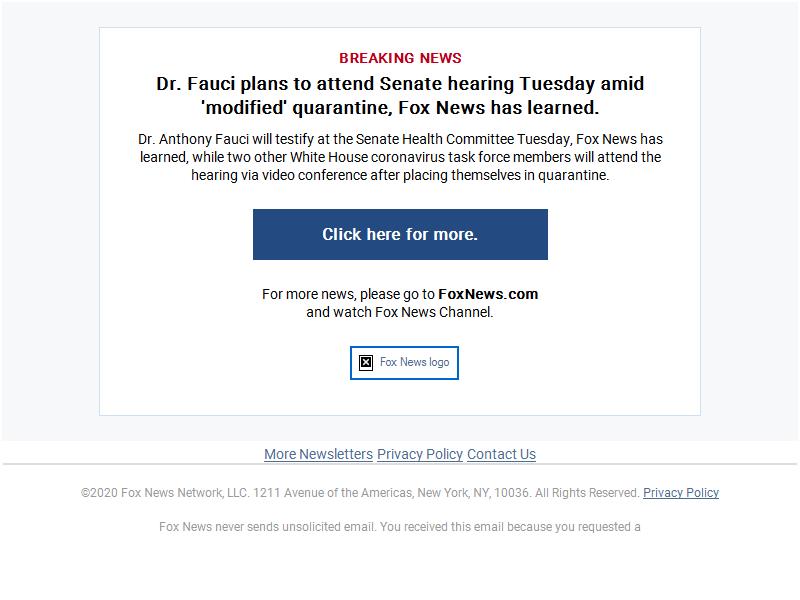 BREAKING NEWS
Dr. Fauci plans to attend Senate hearing Tuesday amid
'modified' quarantine, Fox News has learned.
Dr. Anthony Fauci will testify at the Senate Health Committee Tuesday, Fox News has
learned, while two other White House coronavirus task force members will attend the
hearing via video conference after placing themselves in quarantine.
Click here for more.
For more news, please go to FoxNews.com
and watch Fox News Channel.
Fox News logo
More Newsletters Privacy Policy Contact Us
©2020 Fox News Network, LLC. 1211 Avenue of the Americas, New York, NY, 10036. All Rights Reserved. Privacy Policy
Fox News never sends unsolicited email. You received this email because you requested a